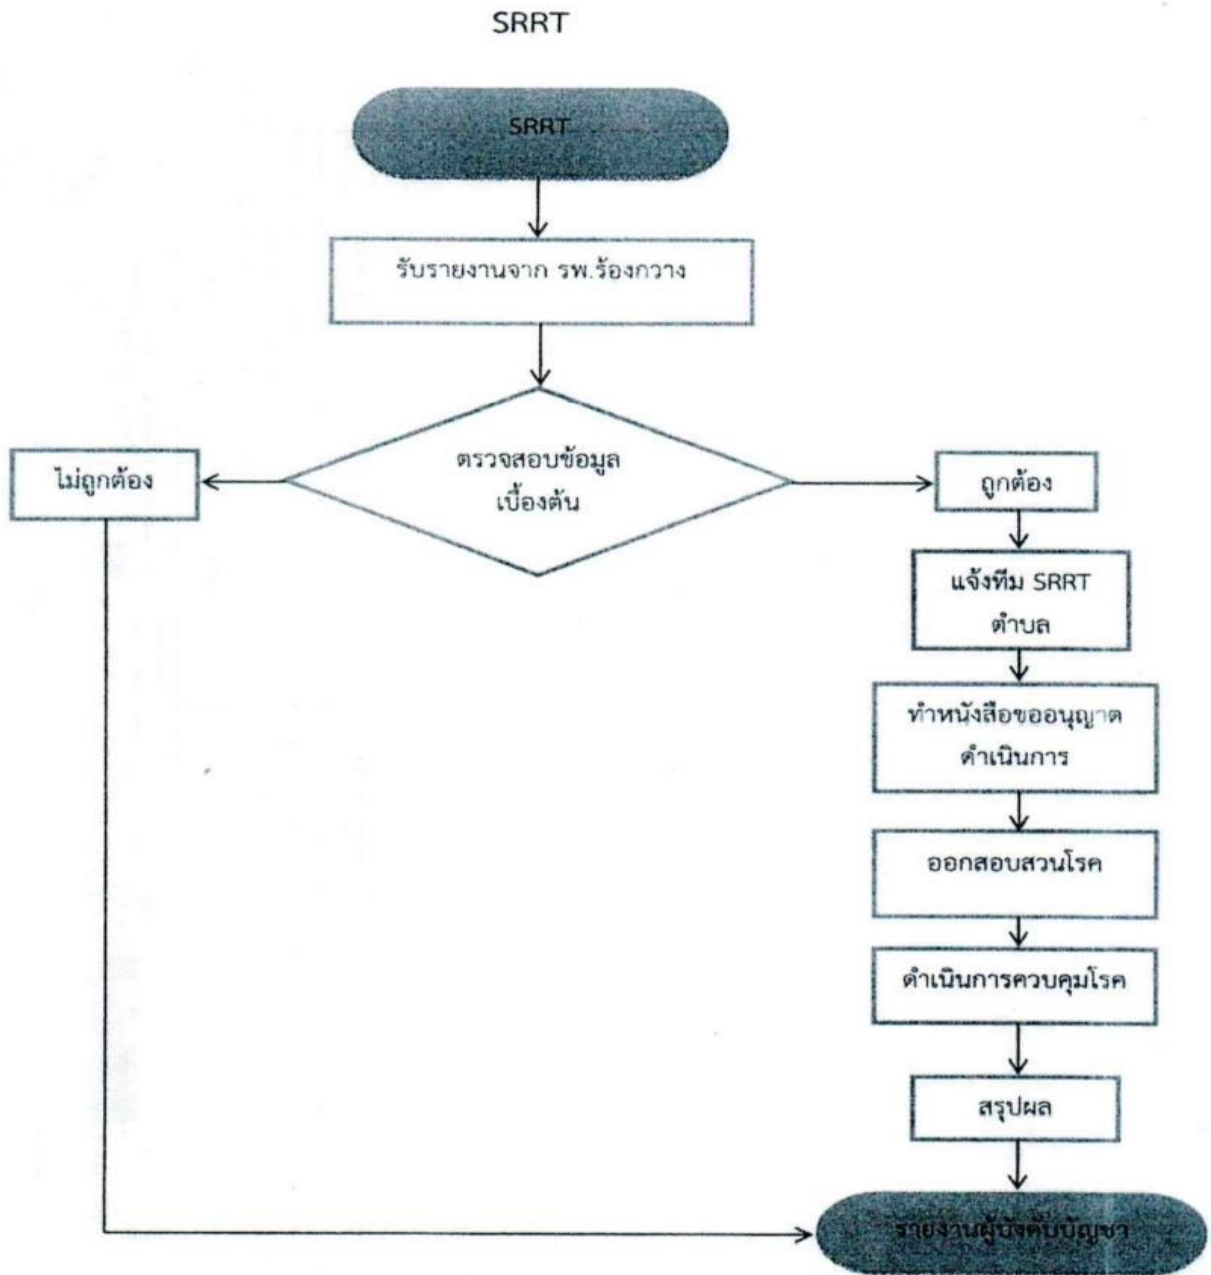 SRRT
SRRT
รับรายงานจาก รพ.ร้องกวาง
ตรวจสอบข้อมูล
เบื้องต้น
ไม่ถูกต้อง
ถูกต้อง
แจ้งทีม SRRT
ตำบล
ทำหนังสือขออนุญาต
ดำเนินการ
ออกสอบสวนโรค
ดำเนินการควบคุมโรค
สรุปผล
รายงานผู้บังคับบัญชา